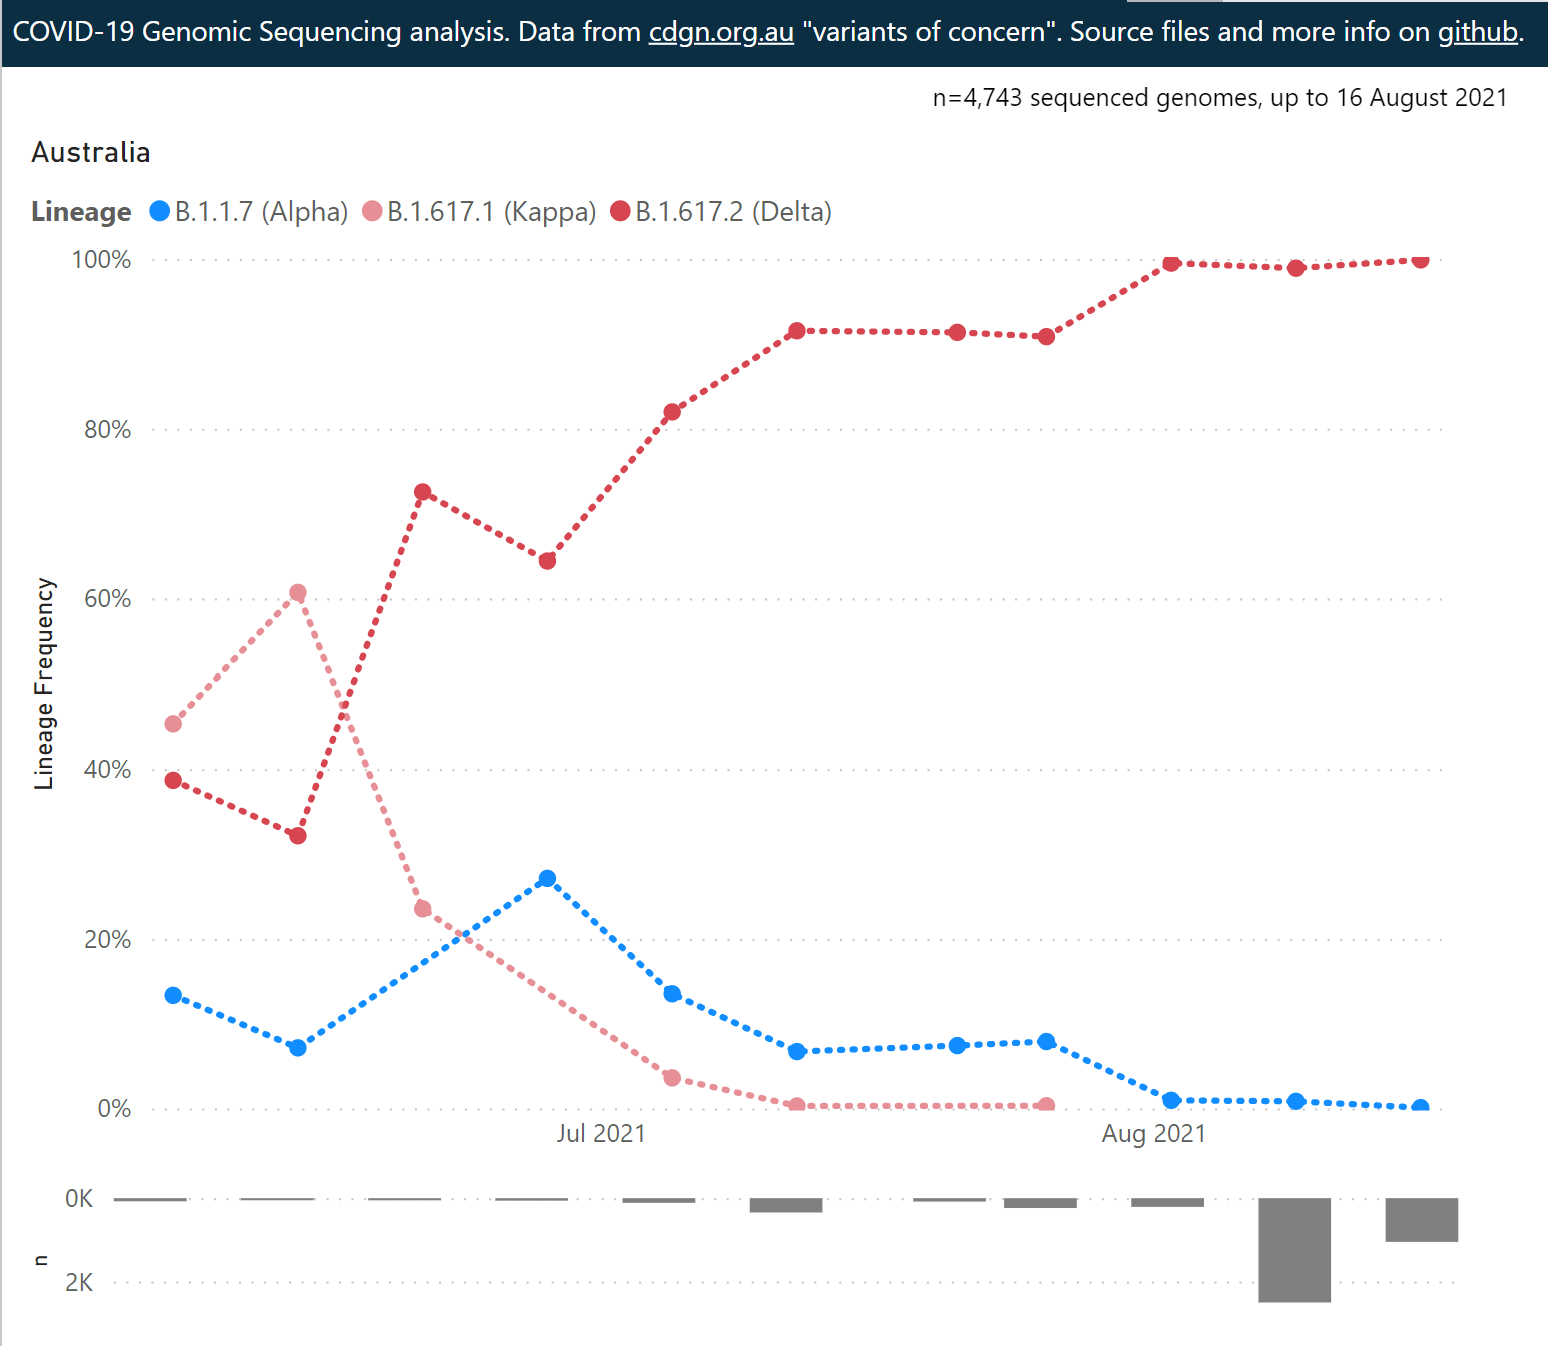 COVID-19 Genomic Sequencing analysis. Data from cdgn.org.au "variants of concern". Source files and more info on github.
n=4,743 sequenced genomes, up to 16 August 2021
Australia
Lineage B.1.1.7 (Alpha) B.1.617.1 (Kappa) B.1.617.2 (Delta)
100%
80%
60%
40%
20%
0%
Lineage Frequency
Jul 2021 Aug 2021
0K
n
2K